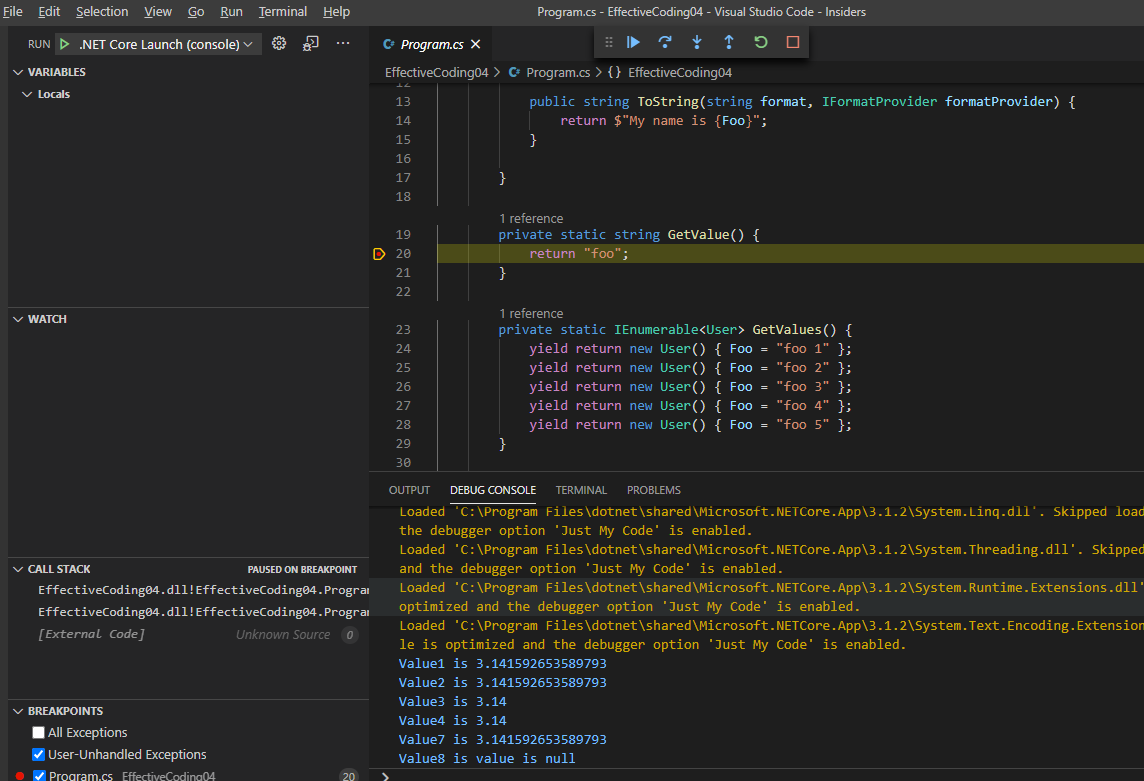 File Edit Selection View Go Run Terminal Help Program.cs - EffectiveCoding04 - Visual Studio Code - Insiders
RUN .NET Core Launch (console)
VARIABLES
Locals
WATCH
CALL STACK PAUSED ON BREAKPOINT
EffectiveCoding04.dll!EffectiveCoding04.Progra
EffectiveCoding04.dll!EffectiveCoding04.Progra
[External Code] Unknown Source 0
BREAKPOINTS
All Exceptions
User-Unhandled Exceptions
Program.cs EffectiveCoding04 20
C# Program.cs
EffectiveCoding04 > C# Program.cs > {} EffectiveCoding04
12
13 public string ToString(string format, IFormatProvider formatProvider) {
14 return $"My name is {Foo}";
15 }
16
17 }
18
1 reference
19 private static string GetValue() {
20 return "foo";
21 }
22
1 reference
23 private static IEnumerable<User> GetValues() {
24 yield return new User() { Foo = "foo 1" };
25 yield return new User() { Foo = "foo 2" };
26 yield return new User() { Foo = "foo 3" };
27 yield return new User() { Foo = "foo 4" };
28 yield return new User() { Foo = "foo 5" };
29 }
30
OUTPUT DEBUG CONSOLE TERMINAL PROBLEMS
Loaded 'C:\Program Files\dotnet\shared\Microsoft.NETCore.App\3.1.2\System.Linq.dll'. Skipped load
the debugger option 'Just My Code' is enabled.
Loaded 'C:\Program Files\dotnet\shared\Microsoft.NETCore.App\3.1.2\System.Threading.dll'. Skipped
and the debugger option 'Just My Code' is enabled.
Loaded 'C:\Program Files\dotnet\shared\Microsoft.NETCore.App\3.1.2\System.Runtime.Extensions.dll'
optimized and the debugger option 'Just My Code' is enabled.
Loaded 'C:\Program Files\dotnet\shared\Microsoft.NETCore.App\3.1.2\System.Text.Encoding.Extension
le is optimized and the debugger option 'Just My Code' is enabled.
Value1 is 3.141592653589793
Value2 is 3.141592653589793
Value3 is 3.14
Value4 is 3.14
Value7 is 3.141592653589793
Value8 is value is null